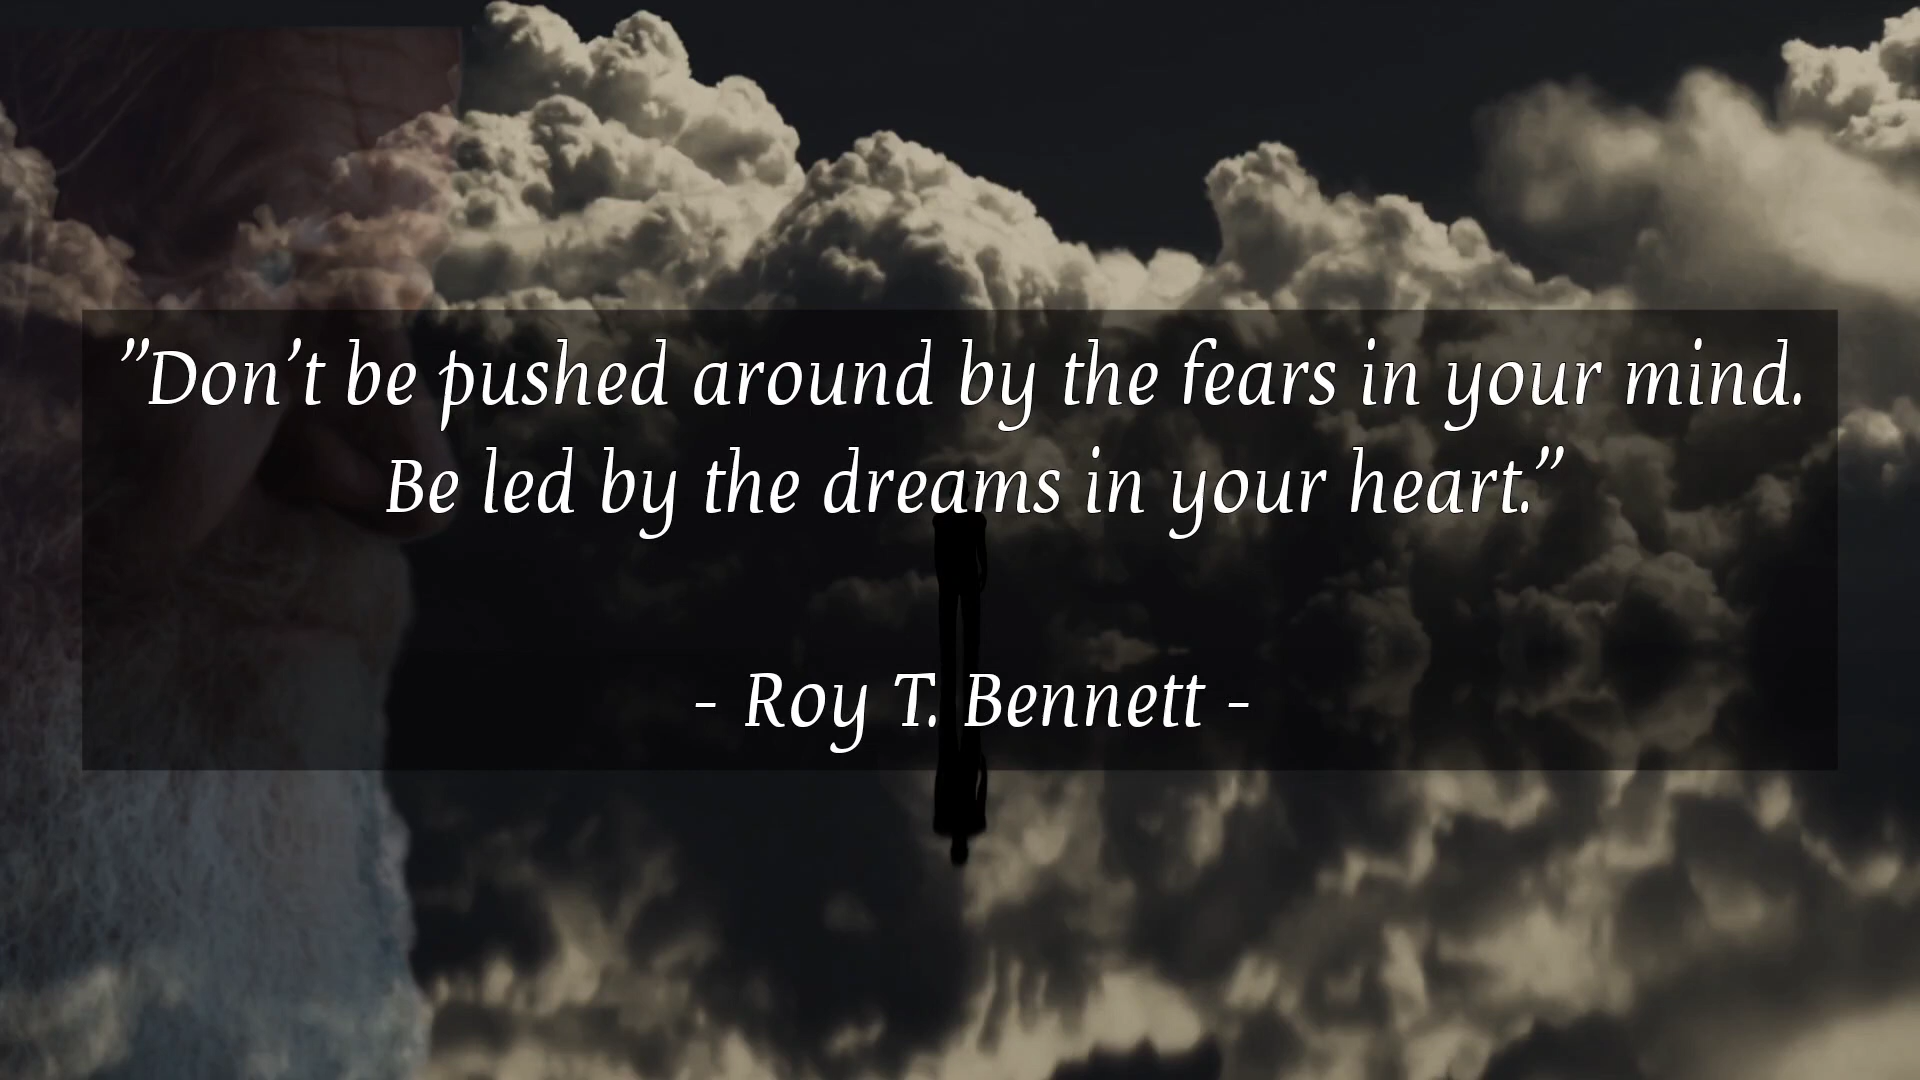 ”Don’t be pushed around by the fears in your mind.
Be led by the dreams in your heart.”
- Roy T. Bennett -